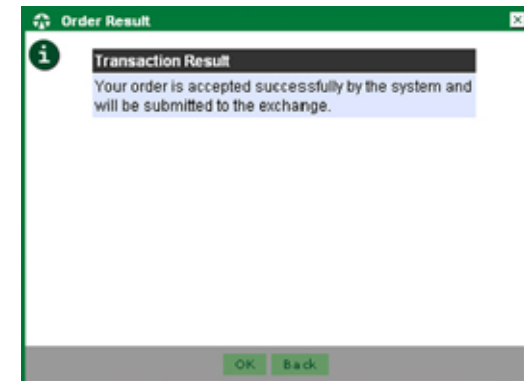 Order Result
Transaction Result
Your order is accepted successfully by the system and
will be submitted to the exchange.
OK Back